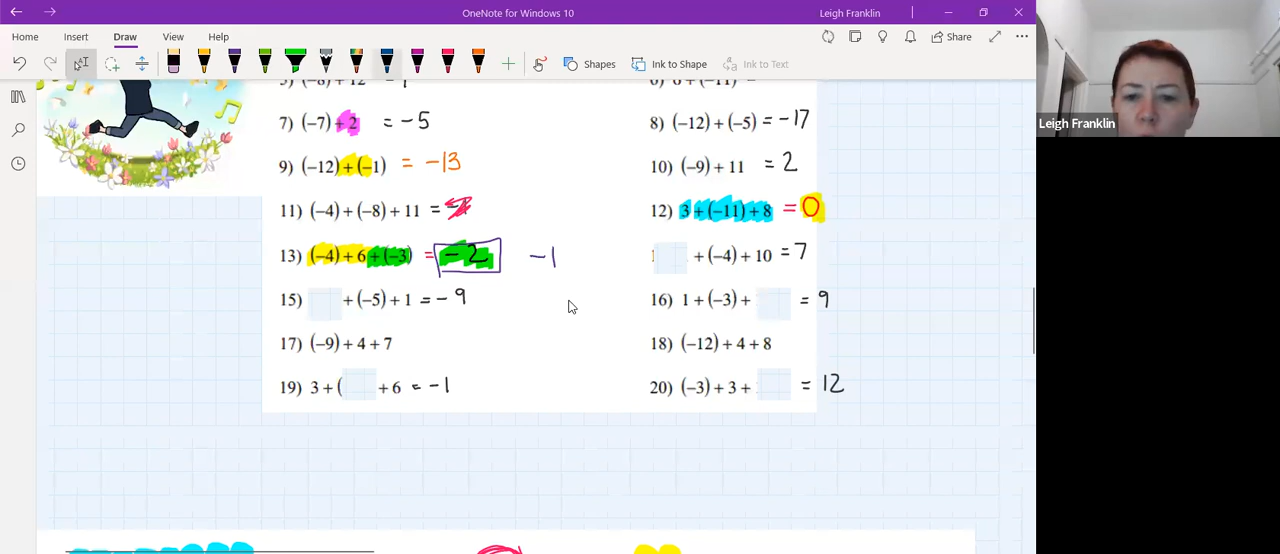 OneNote for Windows 10
Leigh Franklin
Home Insert Draw View Help
Share
Shapes Ink to Shape Ink to Text
7) (−7) + 2 = −5
8) (−12) + (−5) = −17
9) (−12) + (−1) = −13
10) (−9) + 11 = 2
11) (−4) + (−8) + 11 =
12) 3 + (−11) + 8 = 0
13) (−4) + 6 + (−3) = −2 −1
+ (−4) + 10 = 7
15) + (−5) + 1 = −9
16) 1 + (−3) + = 9
17) (−9) + 4 + 7
18) (−12) + 4 + 8
19) 3 + ( + 6 = −1
20) (−3) + 3 + = 12
Leigh Franklin